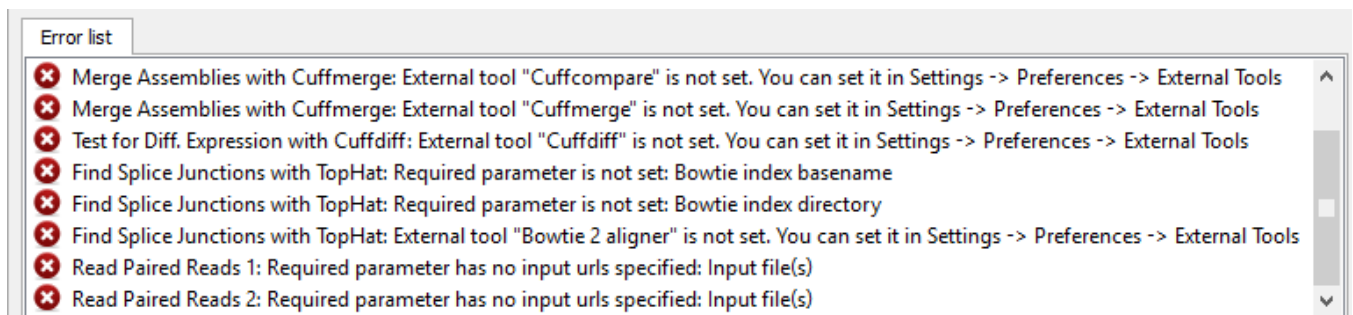 Error list
Merge Assemblies with Cuffmerge: External tool "Cuffcompare" is not set. You can set it in Settings -> Preferences -> External Tools
Merge Assemblies with Cuffmerge: External tool "Cuffmerge" is not set. You can set it in Settings -> Preferences -> External Tools
Test for Diff. Expression with Cuffdiff: External tool "Cuffdiff" is not set. You can set it in Settings -> Preferences -> External Tools
Find Splice Junctions with TopHat: Required parameter is not set: Bowtie index basename
Find Splice Junctions with TopHat: Required parameter is not set: Bowtie index directory
Find Splice Junctions with TopHat: External tool "Bowtie 2 aligner" is not set. You can set it in Settings -> Preferences -> External Tools
Read Paired Reads 1: Required parameter has no input urls specified: Input file(s)
Read Paired Reads 2: Required parameter has no input urls specified: Input file(s)